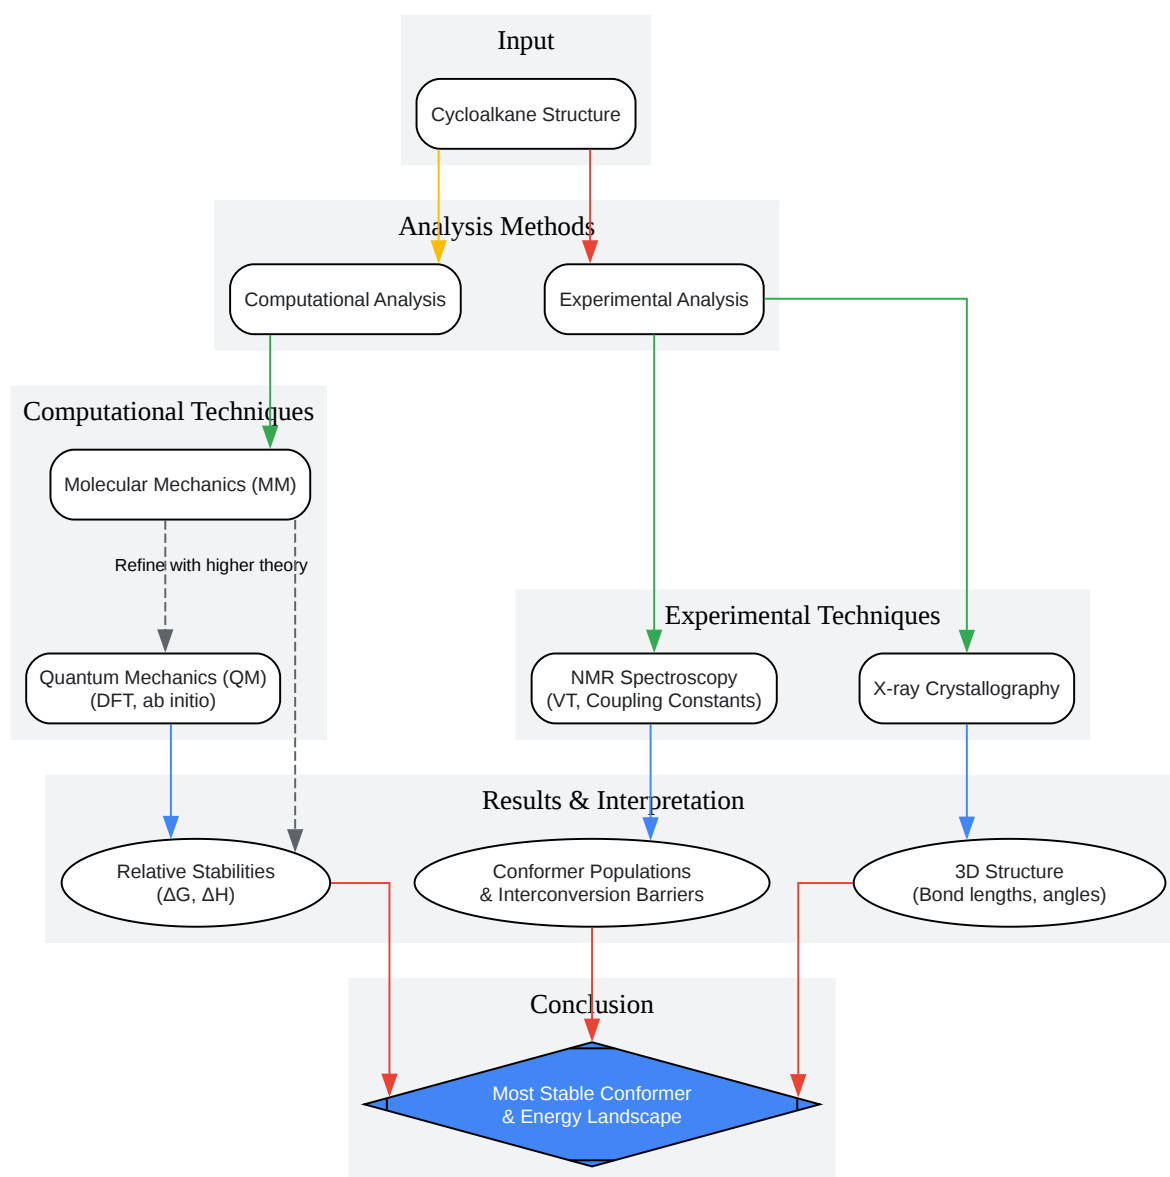 Input
Cycloalkane Structure
Analysis Methods
Computational Analysis
Experimental Analysis
Computational Techniques
Molecular Mechanics (MM)
Refine with higher theory
Experimental Techniques
Quantum Mechanics (QM)
(DFT, ab initio)
NMR Spectroscopy
(VT, Coupling Constants)
X-ray Crystallography
Results & Interpretation
Relative Stabilities
(ΔG, ΔH)
Conformer Populations
& Interconversion Barriers
3D Structure
(Bond lengths, angles)
Conclusion
Most Stable Conformer
& Energy Landscape